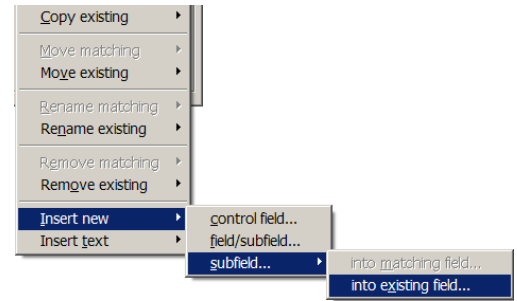 Copy existing
Move matching
Move existing
Rename matching
Rename existing
Remove matching
Remove existing
Insert new
Insert text
control field...
field/subfield...
subfield...
into matching field...
into existing field...